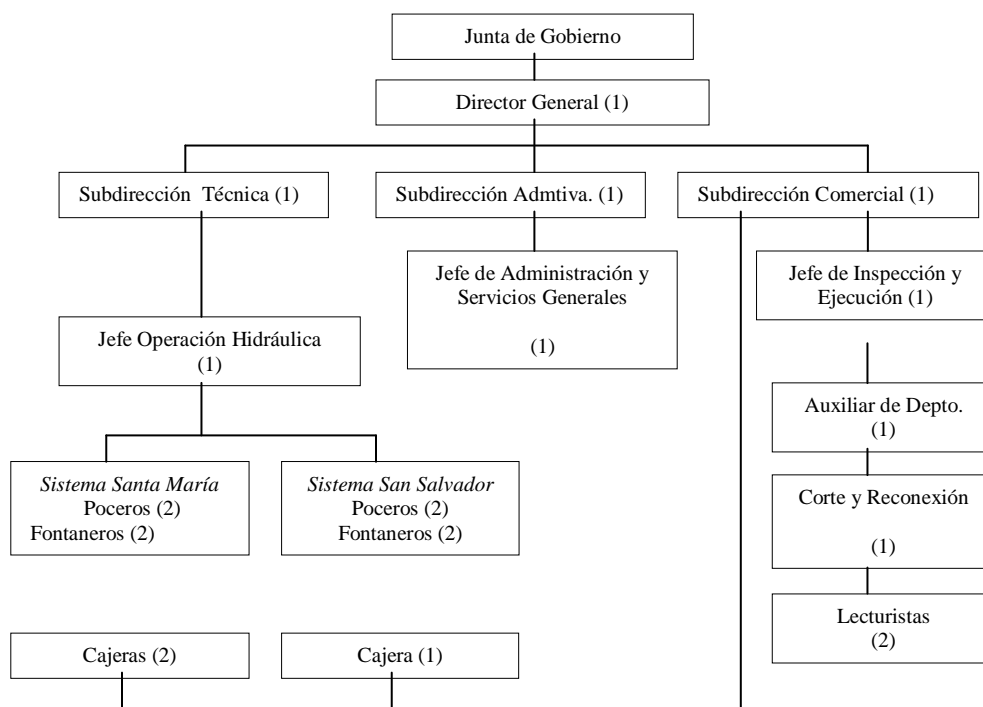 Junta de Gobierno
Director General (1)
Subdirección Técnica (1)
Subdirección Admtiva. (1)
Subdirección Comercial (1)
Jefe de Administración y
Servicios Generales
(1)
Jefe de Inspección y
Ejecución (1)
Jefe Operación Hidráulica
(1)
Auxiliar de Depto.
(1)
Sistema Santa María
Poceros (2)
Fontaneros (2)
Sistema San Salvador
Poceros (2)
Fontaneros (2)
Corte y Reconexión
(1)
Lecturistas
(2)
Cajeras (2)
Cajera (1)